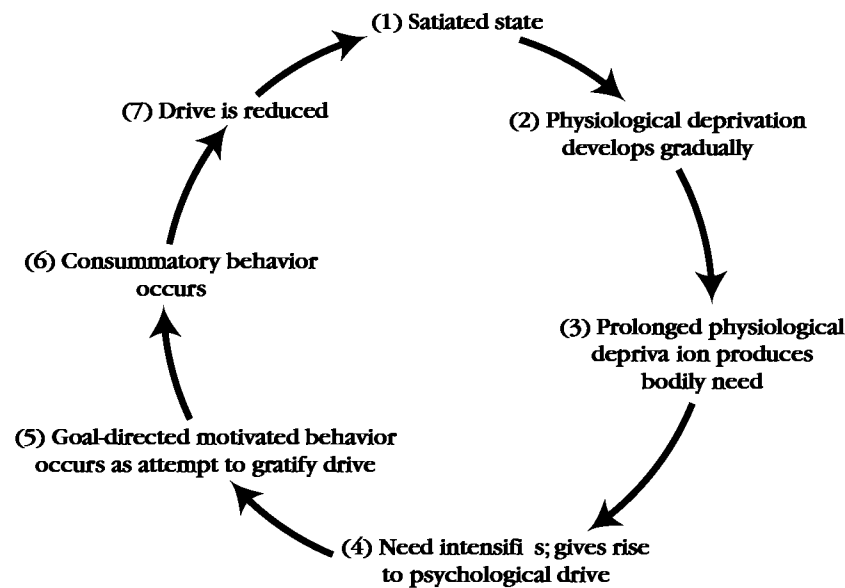 (1) Satiated state
(2) Physiological deprivation
develops gradually
(3) Prolonged physiological
depriva ion produces
bodily need
(4) Need intensifi s; gives rise
to psychological drive
(5) Goal-directed motivated behavior
occurs as attempt to gratify drive
(6) Consummatory behavior
occurs
(7) Drive is reduced